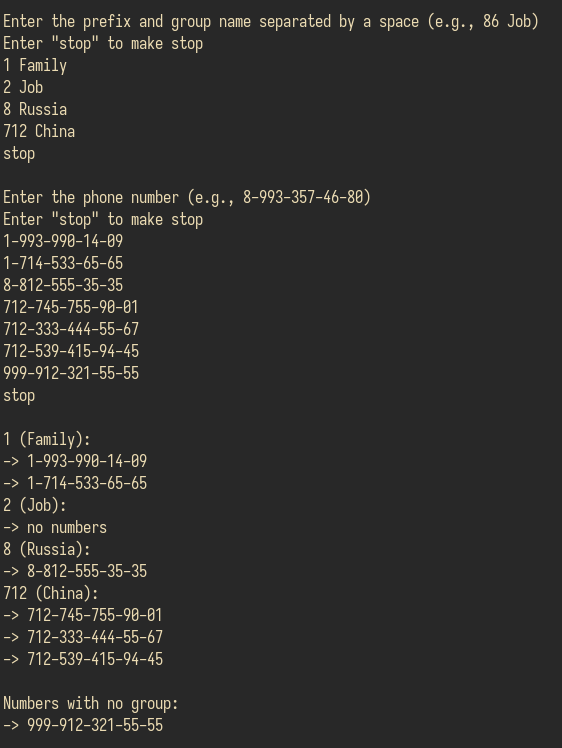 Enter the prefix and group name separated by a space (e.g., 86 Job)
Enter "stop" to make stop
1 Family
2 Job
8 Russia
712 China
stop
Enter the phone number (e.g., 8-993-357-46-80)
Enter "stop" to make stop
1-993-990-14-09
1-714-533-65-65
8-812-555-35-35
712-745-755-90-01
712-333-444-55-67
712-539-415-94-45
999-912-321-55-55
stop
1 (Family):
-> 1-993-990-14-09
-> 1-714-533-65-65
2 (Job):
-> no numbers
8 (Russia):
-> 8-812-555-35-35
712 (China):
-> 712-745-755-90-01
-> 712-333-444-55-67
-> 712-539-415-94-45
Numbers with no group:
-> 999-912-321-55-55